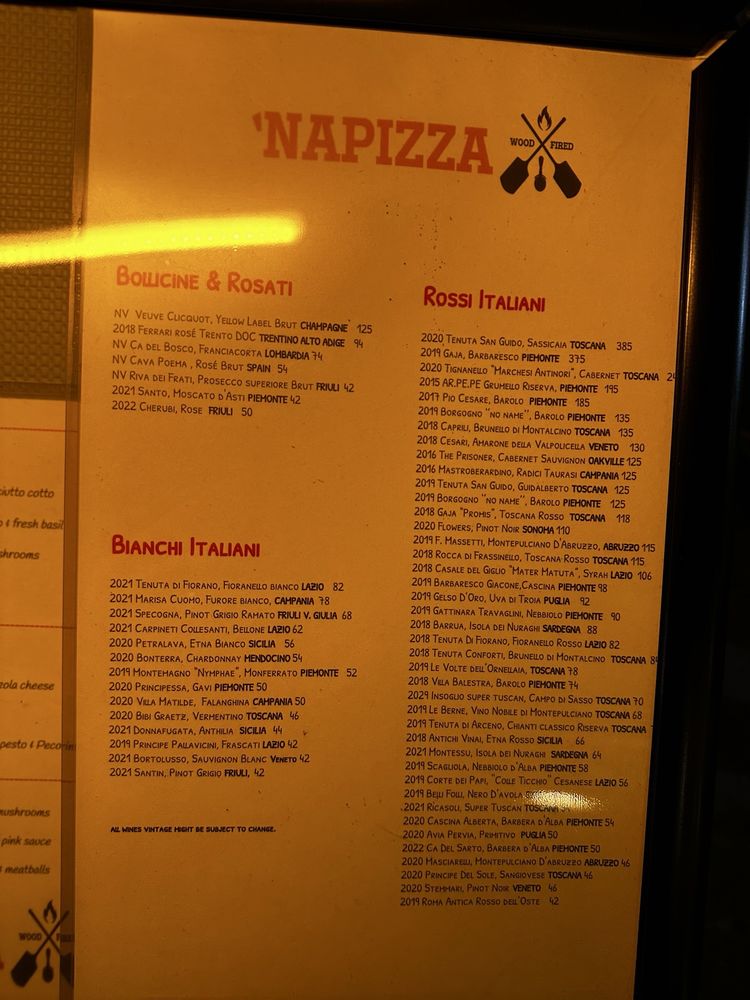 'NAPIZZA
WOOD FIRED
BOLLICINE & ROSATI
NV VEUVE CLICQUOT, YELLOW LABEL BRUT CHAMPAGNE 125
2018 FERRARI ROSÉ TRENTO DOC TRENTINO ALTO ADIGE 94
NV CA DEL BOSCO, FRANCIACORTA LOMBARDIA 74
NV CAVA POEMA , ROSÉ BRUT SPAIN 54
NV RIVA DEI FRATI, PROSECCO SUPERIORE BRUT FRIULI 42
2021 SANTO, MOSCATO D'ASTI PIEMONTE 42
2022 CHERUBI, ROSE FRIULI 50
BIANCHI ITALIANI
2021 TENUTA DI FIORANO, FIORANELLO BIANCO LAZIO 82
2021 MARISA CUOMO, FURORE BIANCO, CAMPANIA 78
2021 SPECOGNA, PINOT GRIGIO RAMATO FRIULI V. GIULIA 68
2021 CARPINETI COLLESANTI, BELLONE LAZIO 62
2020 PETRALAVA, ETNA BIANCO SICILIA 56
2020 BONTERRA, CHARDONNAY MENDOCINO 54
2019 MONTEMAGNO "NYMPHAE", MONFERRATO PIEMONTE 52
2020 PRINCIPESSA, GAVI PIEMONTE 50
2020 VILLA MATILDE, FALANGHINA CAMPANIA 50
2020 BIBI GRAETZ, VERMENTINO TOSCANA 46
2021 DONNAFUGATA, ANTHILIA SICILIA 44
2019 PRINCIPE PALLAVICINI, FRASCATI LAZIO 42
2021 BORTOLUSSO, SAUVIGNON BLANC VENETO 42
2021 SANTIN, PINOT GRIGIO FRIULI, 42
ALL WINES VINTAGE MIGHT BE SUBJECT TO CHANGE.
ROSSI ITALIANI
2020 TENUTA SAN GUIDO, SASSICAIA TOSCANA 385
2019 GAJA, BARBARESCO PIEMONTE 375
2020 TIGNANELLO "MARCHESI ANTINORI", CABERNET TOSCANA
2015 AR.PE.PE GRUMELLO RISERVA, PIEMONTE 195
2017 PIO CESARE, BAROLO PIEMONTE 185
2019 BORGOGNO "NO NAME", BAROLO PIEMONTE 135
2018 CAPRILI, BRUNELLO DI MONTALCINO TOSCANA 135
2018 CESARI, AMARONE DELLA VALPOLICELLA VENETO 130
2016 THE PRISONER, CABERNET SAUVIGNON OAKVILLE 125
2016 MASTROBERARDINO, RADICI TAURASI CAMPANIA 125
2019 TENUTA SAN GUIDO, GUIDALBERTO TOSCANA 125
2019 BORGOGNO "NO NAME", BAROLO PIEMONTE 125
2018 GAJA "PROMIS", TOSCANA ROSSO TOSCANA 118
2020 FLOWERS, PINOT NOIR SONOMA 110
2019 F. MASSETTI, MONTEPULCIANO D'ABRUZZO, ABRUZZO 115
2018 ROCCA DI FRASSINELLO, TOSCANA ROSSO TOSCANA 115
2018 CASALE DEL GIGLIO "MATER MATUTA", SYRAH LAZIO 106
2019 BARBARESCO GIACONE,CASCINA PIEMONTE 98
2019 GELSO D'ORO, UVA DI TROIA PUGLIA 92
2019 GATTINARA TRAVAGLINI, NEBBIOLO PIEMONTE 90
2018 BARRUA, ISOLA DEI NURAGHI SARDEGNA 88
2018 TENUTA DI FIORANO, FIORANELLO ROSSO LAZIO 82
2018 TENUTA CONFORTI, BRUNELLO DI MONTALCINO TOSCANA
2019 LE VOLTE DELL'ORNELLAIA, TOSCANA 78
2018 VILLA BALESTRA, BAROLO PIEMONTE 74
2029 INSOGLIO SUPER TUSCAN, CAMPO DI SASSO TOSCANA 70
2019 LE BERNE, VINO NOBILE DI MONTEPULCIANO TOSCANA 68
2019 TENUTA DI ARCENO, CHIANTI CLASSICO RISERVA TOSCANA
2018 ANTICHI VINAI, ETNA ROSSO SICILIA 66
2021 MONTESSU, ISOLA DEI NURAGHI SARDEGNA 64
2019 SCAGLIOLA, NEBBIOLO D'ALBA PIEMONTE 58
2019 CORTE DEI PAPI, "COLLE TICCHIO" CESANESE LAZIO 56
2019 BELLI FOLLI, NERO D'AVOLA
2021 RICASOLI, SUPER TUSCAN TOSCANA
2020 CASCINA ALBERTA, BARBERA D'ALBA PIEMONTE 54
2020 AVIA PERVIA, PRIMITIVO PUGLIA 50
2022 CA DEL SARTO, BARBERA D'ALBA PIEMONTE 50
2020 MASCIARELLI, MONTEPULCIANO D'ABRUZZO ABRUZZO 46
2020 PRINCIPE DEL SOLE, SANGIOVESE TOSCANA 46
2020 STEMMARI, PINOT NOIR VENETO 46
2019 ROMA ANTICA ROSSO DELL'OSTE 42
cotto
& fresh basil
cheese
pesto & Pecorin
mushrooms
pink sauce
meatballs
WOOD